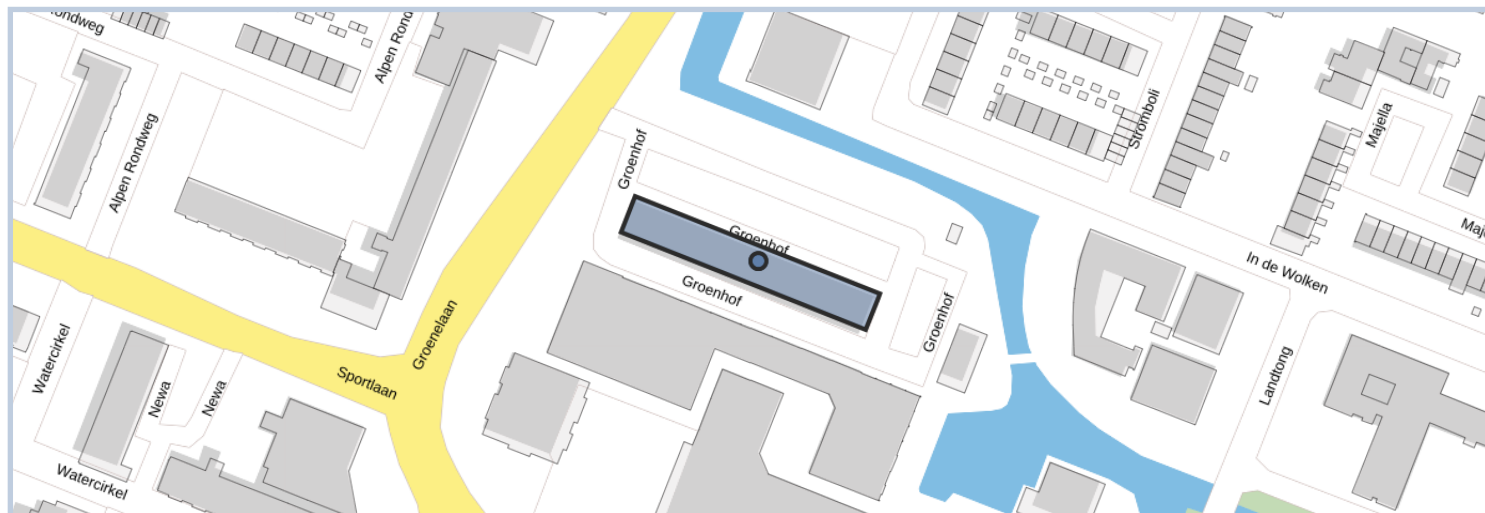 Rondweg
Alpen Rond
Alpen Rondweg
Groenhof
Stromboli
Majella
Groenhof
Maje
In de Wolken
Groenhof
Groenhof
Groenelaan
Watercirkel
Sportlaan
Newa
Newa
Landtong
Watercirkel